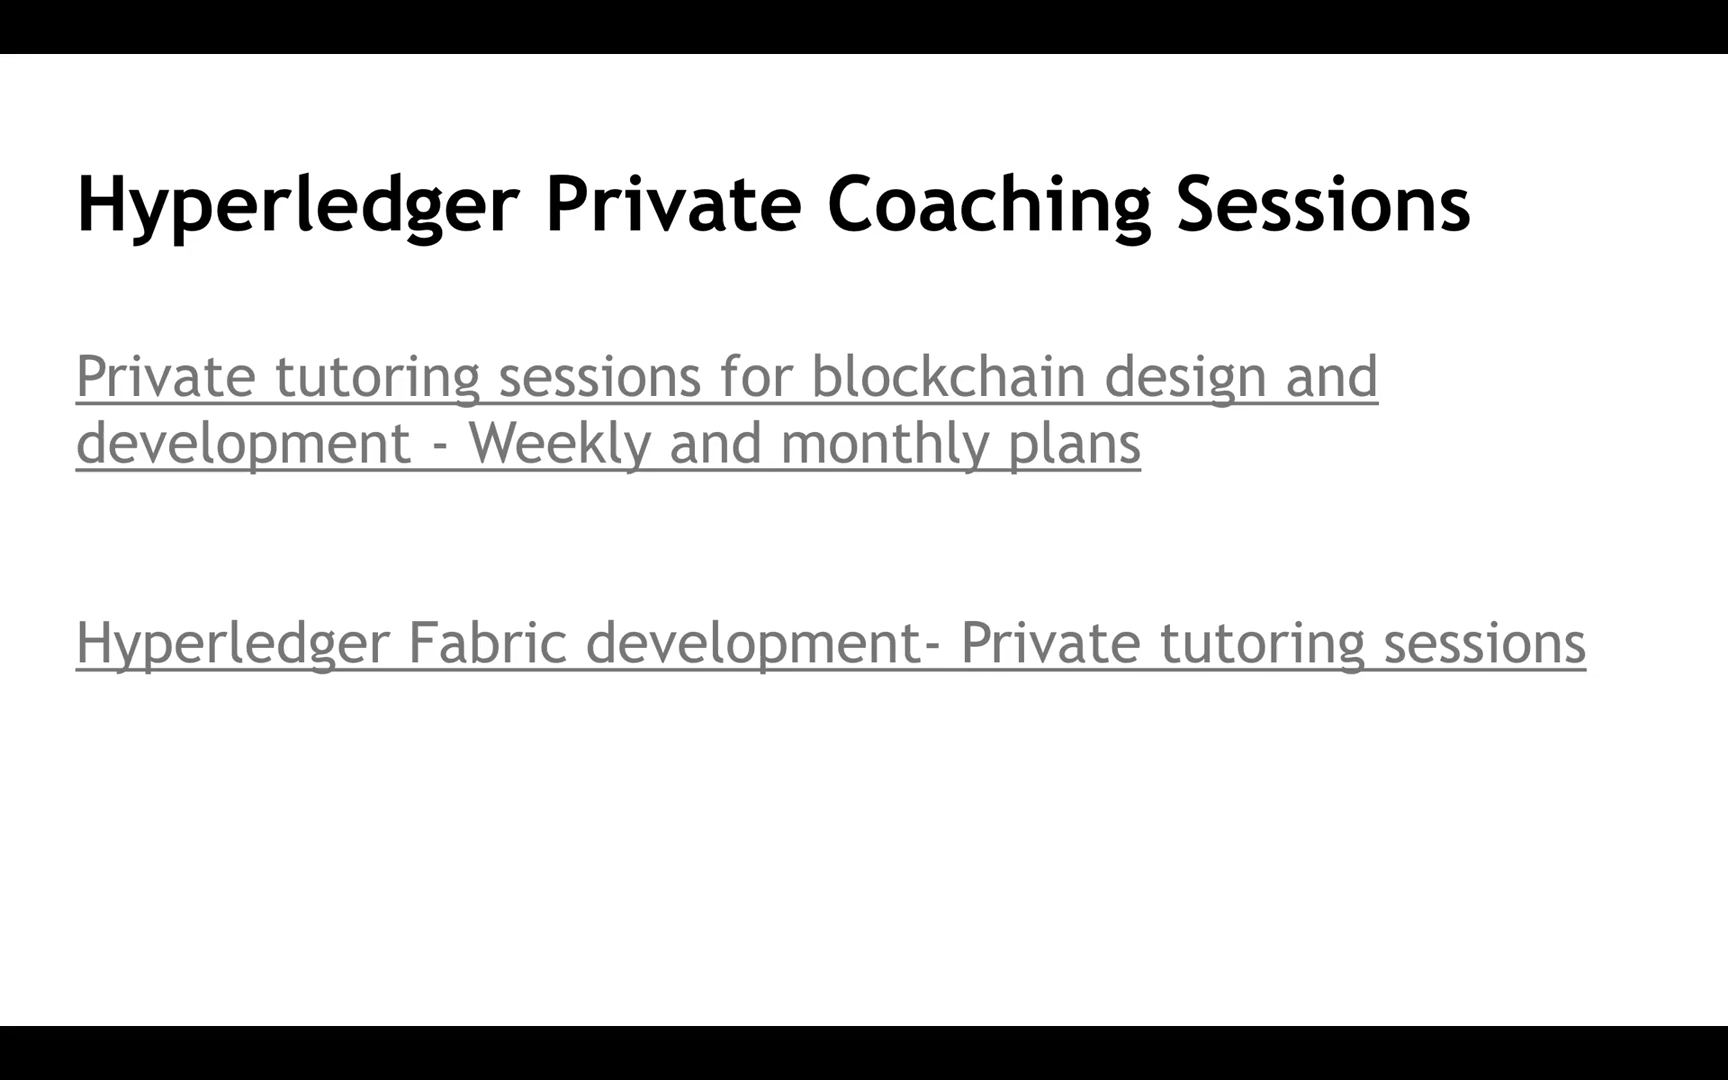 Hyperledger Private Coaching Sessions
Private tutoring sessions for blockchain design and
development - Weekly and monthly plans
Hyperledger Fabric development- Private tutoring sessions